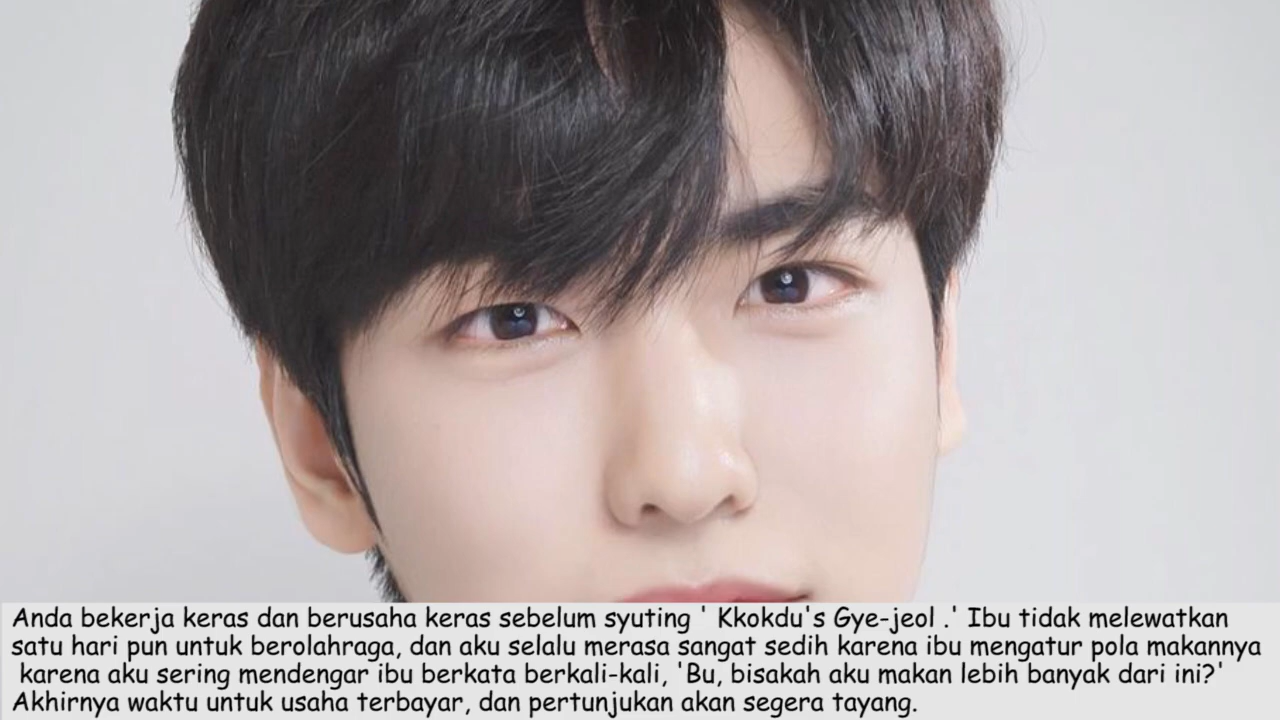 Anda bekerja keras dan berusaha keras sebelum syuting ' Kkokdu's Gye-jeol .' Ibu tidak melewatkan
satu hari pun untuk berolahraga, dan aku selalu merasa sangat sedih karena ibu mengatur pola makannya
karena aku sering mendengar ibu berkata berkali-kali, 'Bu, bisakah aku makan lebih banyak dari ini?'
Akhirnya waktu untuk usaha terbayar, dan pertunjukan akan segera tayang.